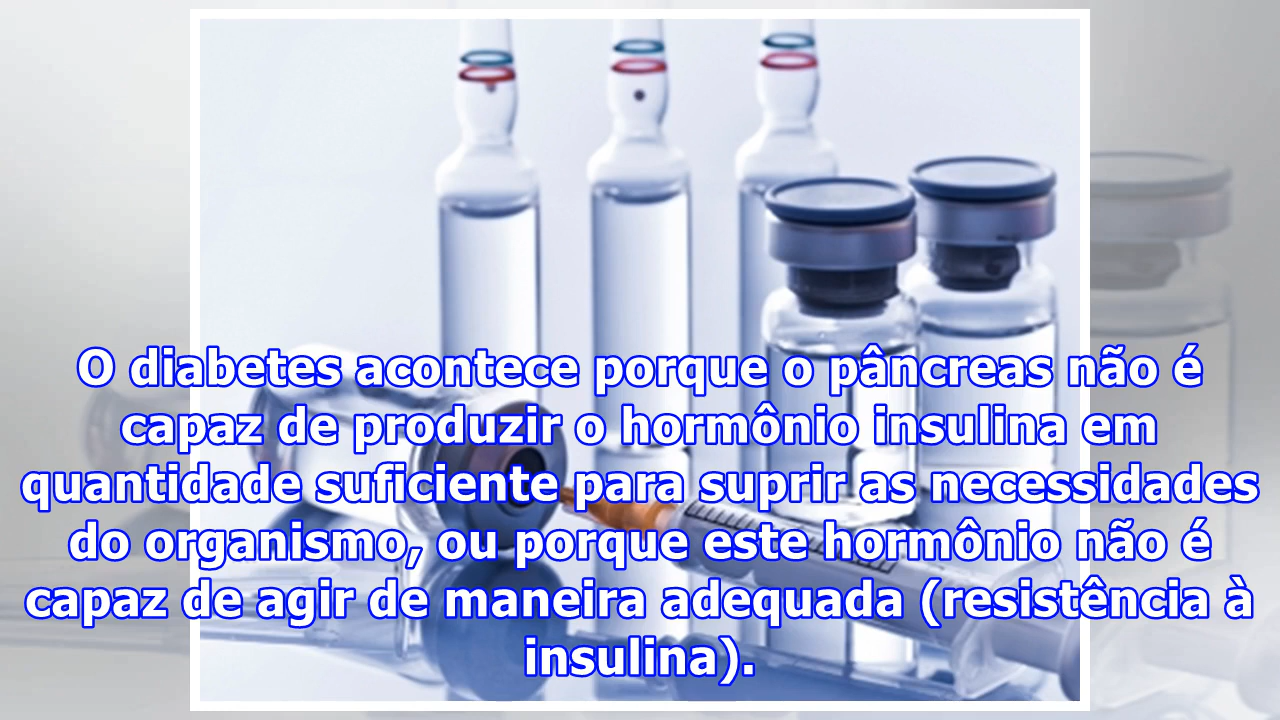 O diabetes acontece porque o pâncreas não é
capaz de produzir o hormônio insulina em
quantidade suficiente para suprir as necessidades
do organismo, ou porque este hormônio não é
capaz de agir de maneira adequada (resistência à
insulina).